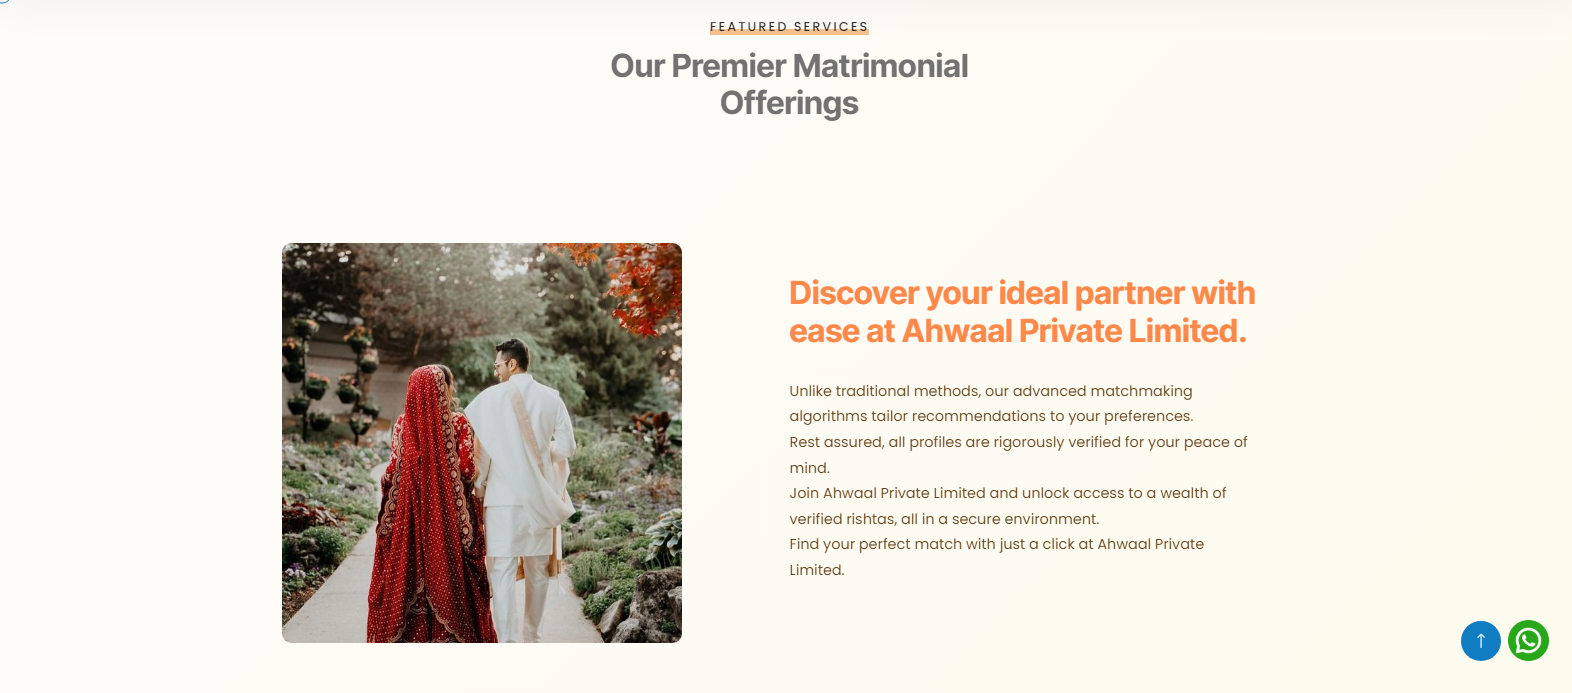 FEATURED SERVICES
Our Premier Matrimonial
Offerings
Discover your ideal partner with
ease at Ahwaal Private Limited.
Unlike traditional methods, our advanced matchmaking
algorithms tailor recommendations to your preferences.
Rest assured, all profiles are rigorously verified for your peace of
mind.
Join Ahwaal Private Limited and unlock access to a wealth of
verified rishtas, all in a secure environment.
Find your perfect match with just a click at Ahwaal Private
Limited.